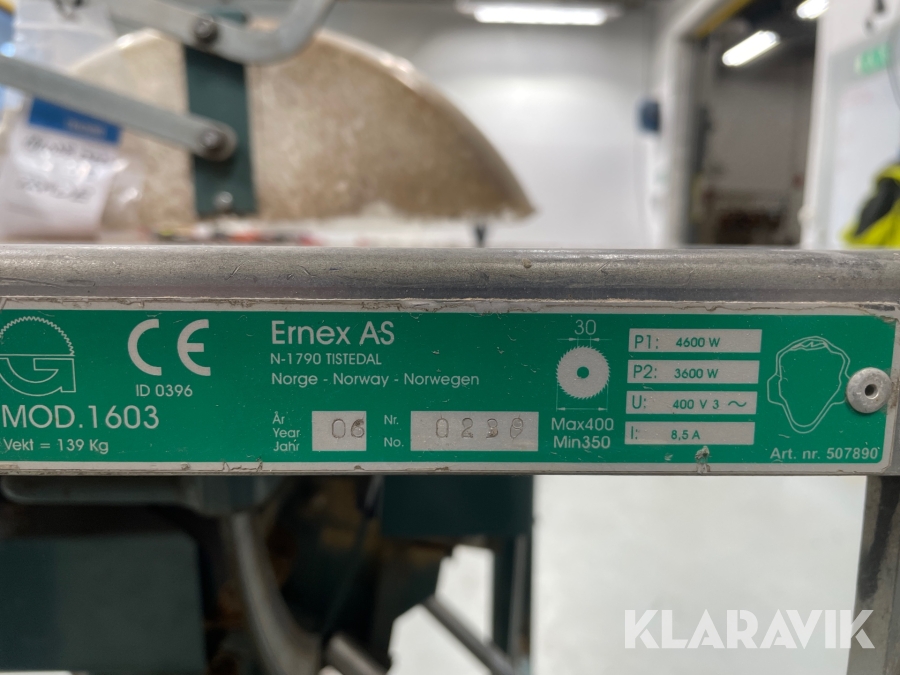 G
CE
ID 0396
MOD.1603
Vekt = 139 Kg
Ernex AS
N-1790 TISTEDAL
Norge - Norway - Norwegen
År
Year
Jahr
06
Nr.
No.
30
Max400
Min350
P1: 4600 W
P2: 3600 W
U: 400 V 3 ~
I: 8,5 A
Art. nr. 507890
KLARAVIK